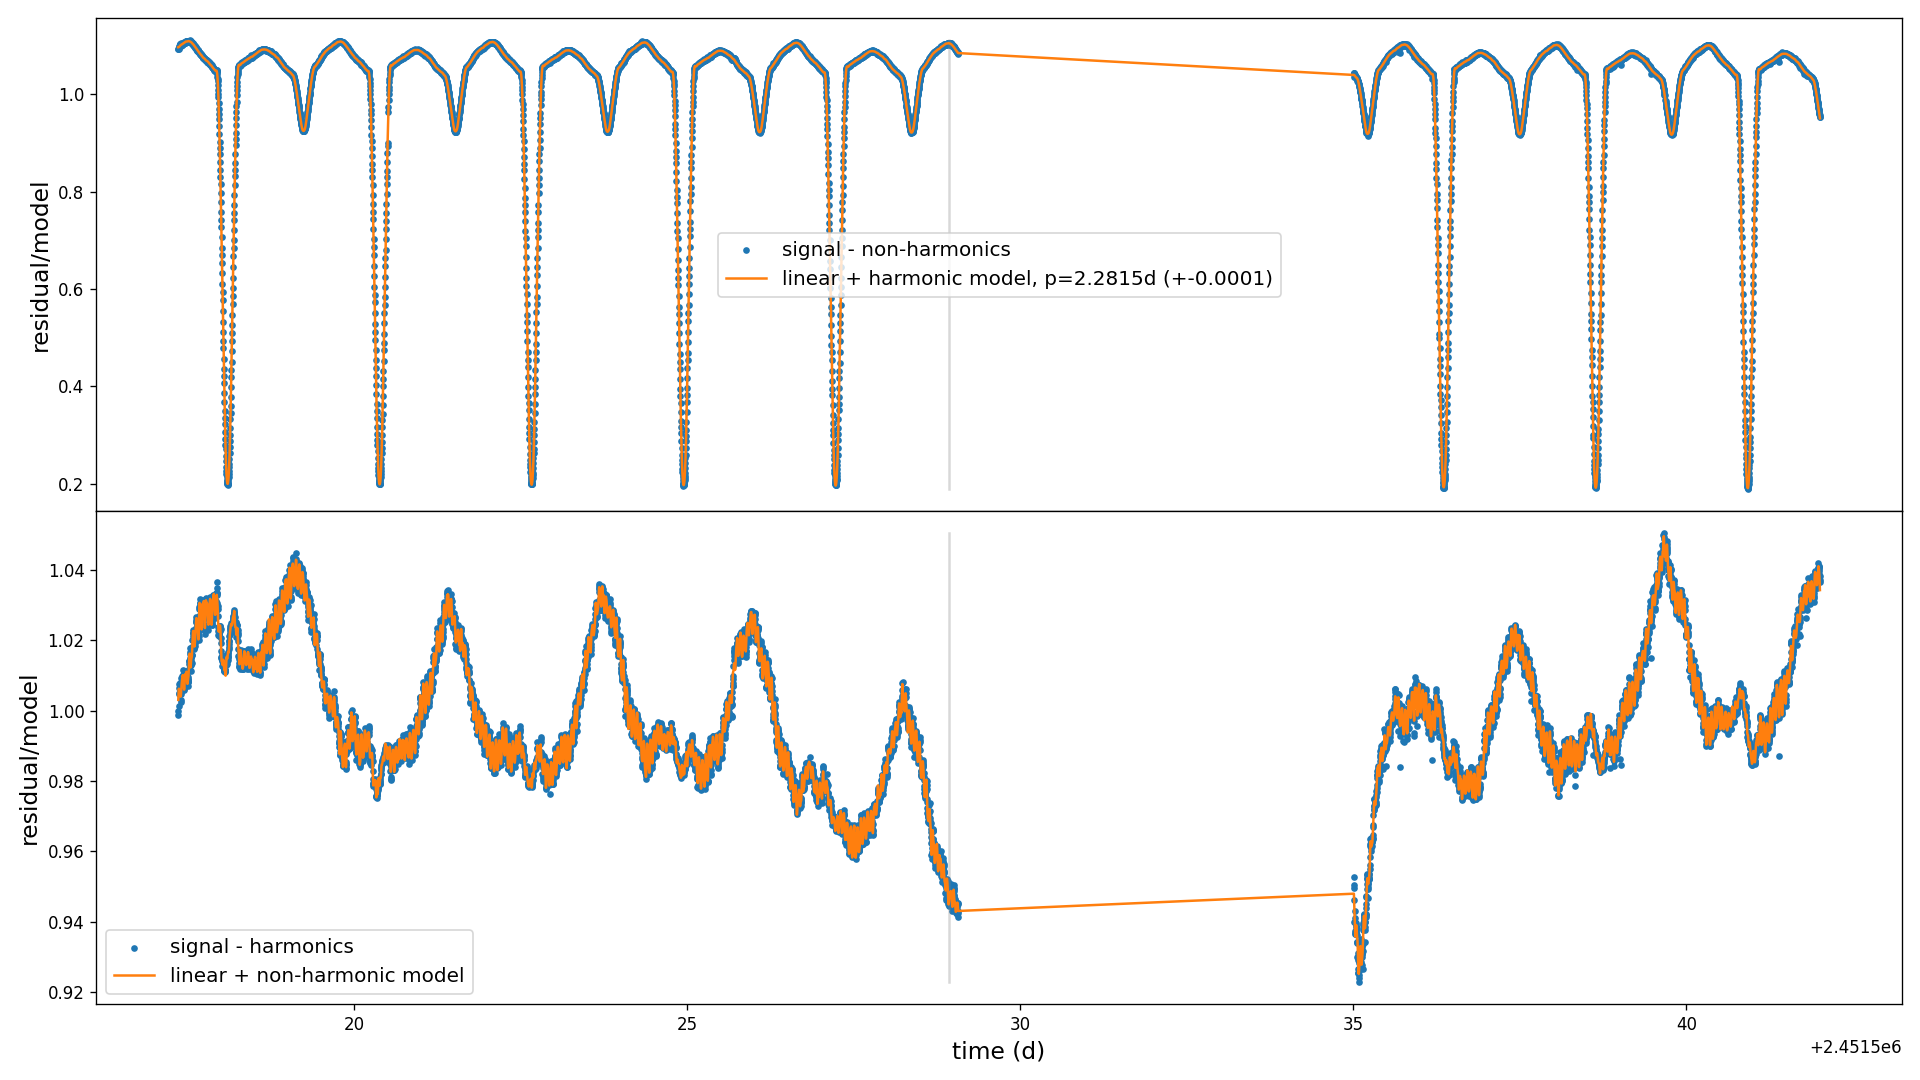 1.0
0.8
0.6
0.4
0.2
residual/model
signal - non-harmonics
linear + harmonic model, p=2.2815d (+-0.0001)
1.04
1.02
1.00
0.98
0.96
0.94
0.92
residual/model
signal - harmonics
linear + non-harmonic model
20
25
30
35
40
time (d)
+2.4515e6